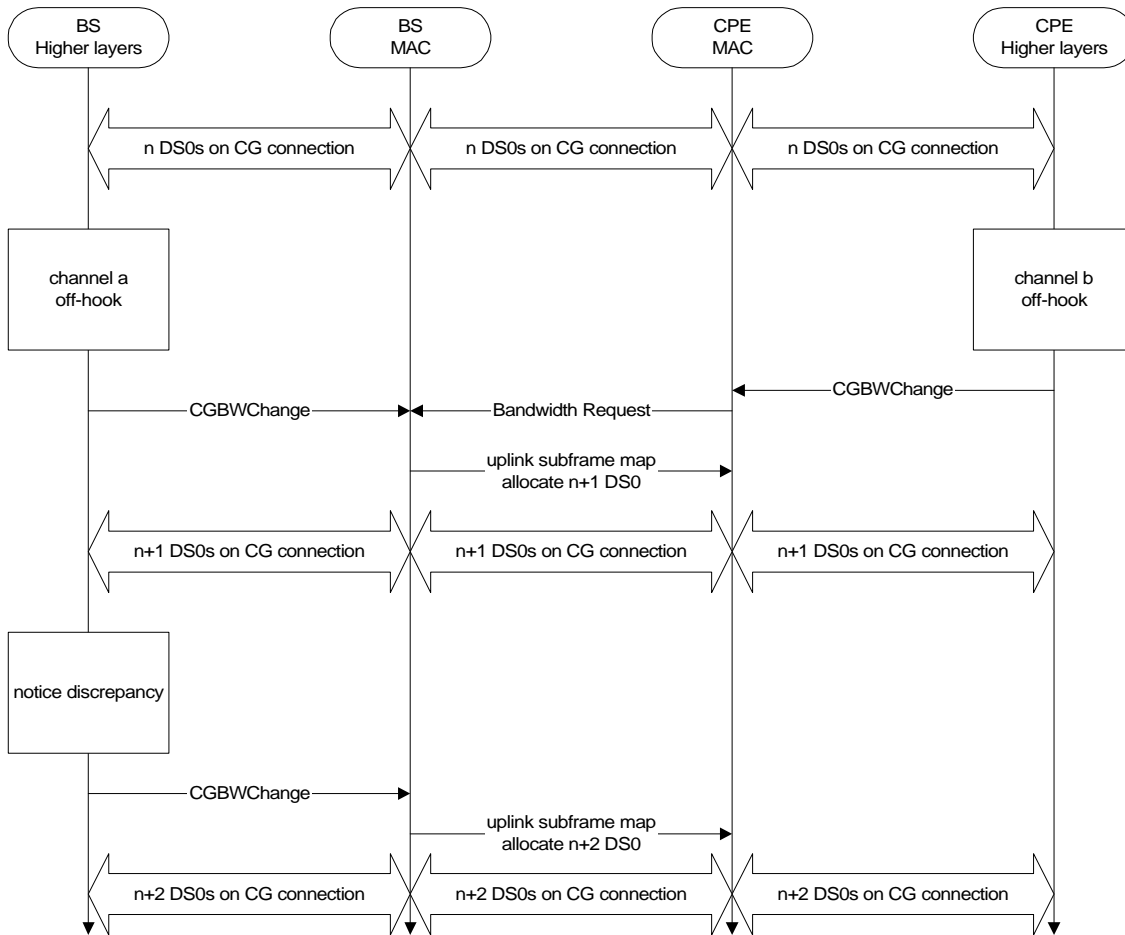 BS
Higher layers
BS
MAC
CPE
MAC
CPE
Higher layers
n DS0s on CG connection
n DS0s on CG connection
n DS0s on CG connection
channel a
off-hook
channel b
off-hook
CGBWChange
CGBWChange
Bandwidth Request
uplink subframe map
allocate n+1 DS0
n+1 DS0s on CG connection
n+1 DS0s on CG connection
n+1 DS0s on CG connection
notice discrepancy
CGBWChange
uplink subframe map
allocate n+2 DS0
n+2 DS0s on CG connection
n+2 DS0s on CG connection
n+2 DS0s on CG connection